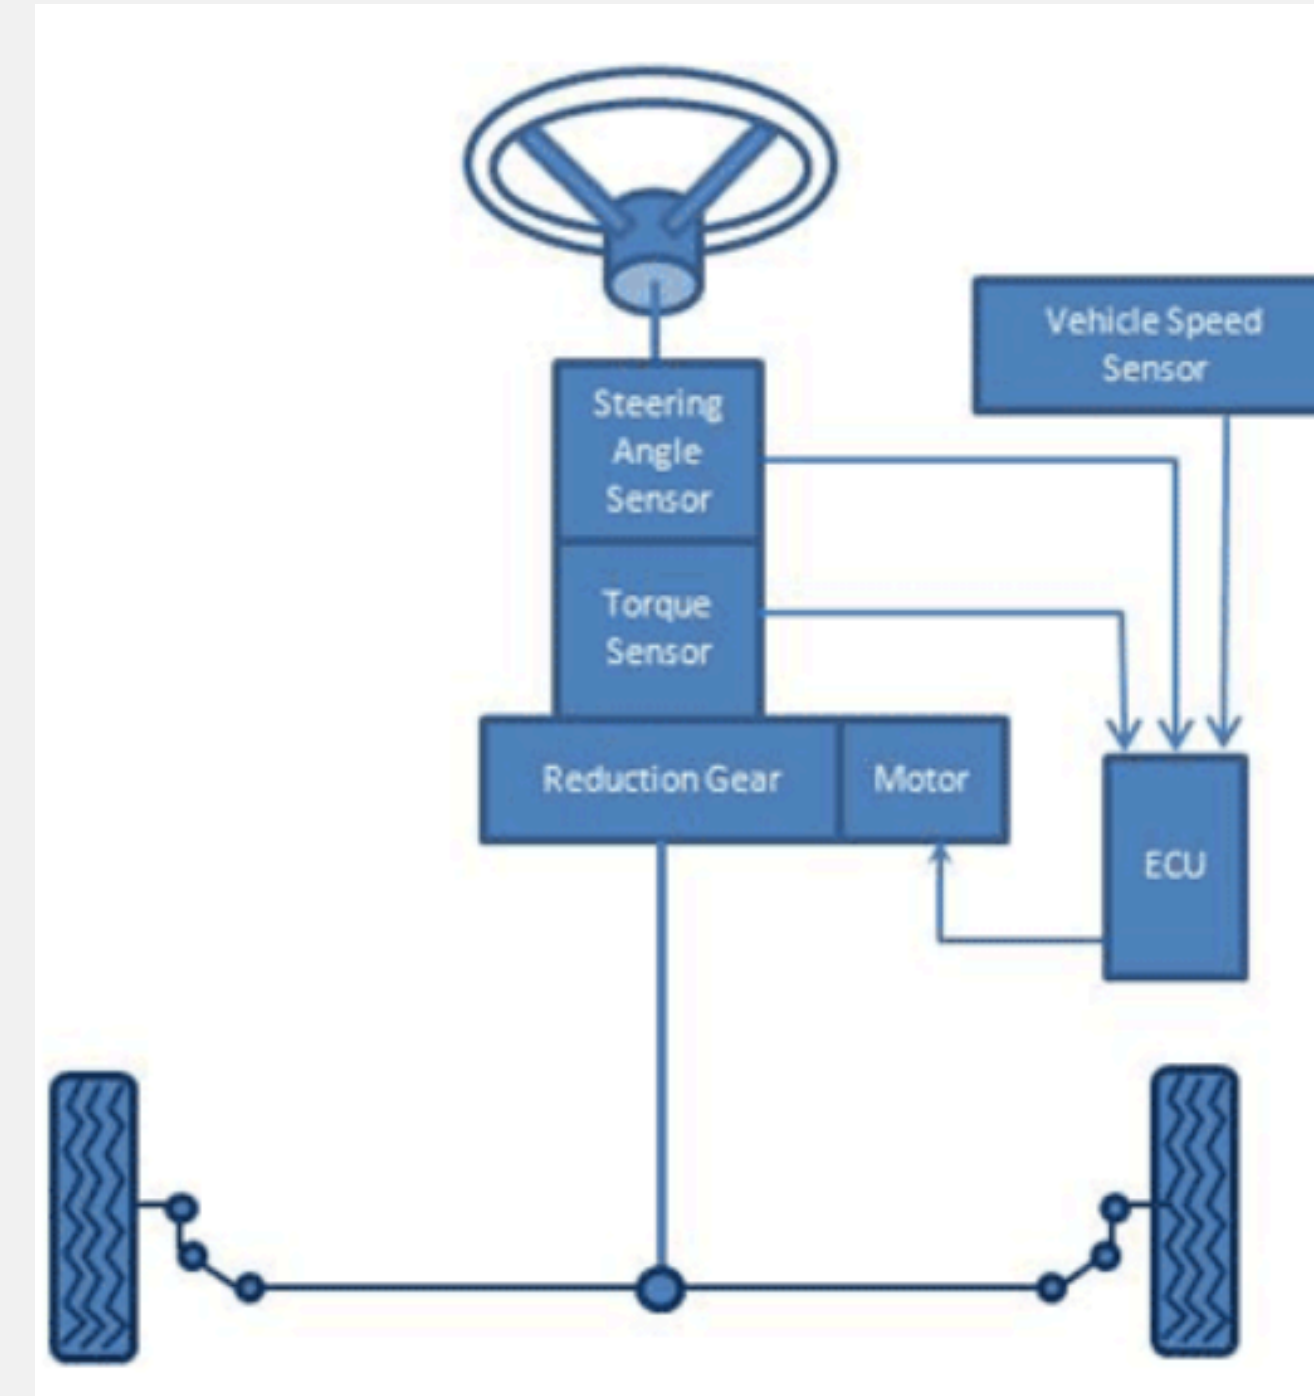 Vehicle Speed
Sensor
Steering
Angle
Sensor
Torque
Sensor
Reduction Gear
Motor
ECU